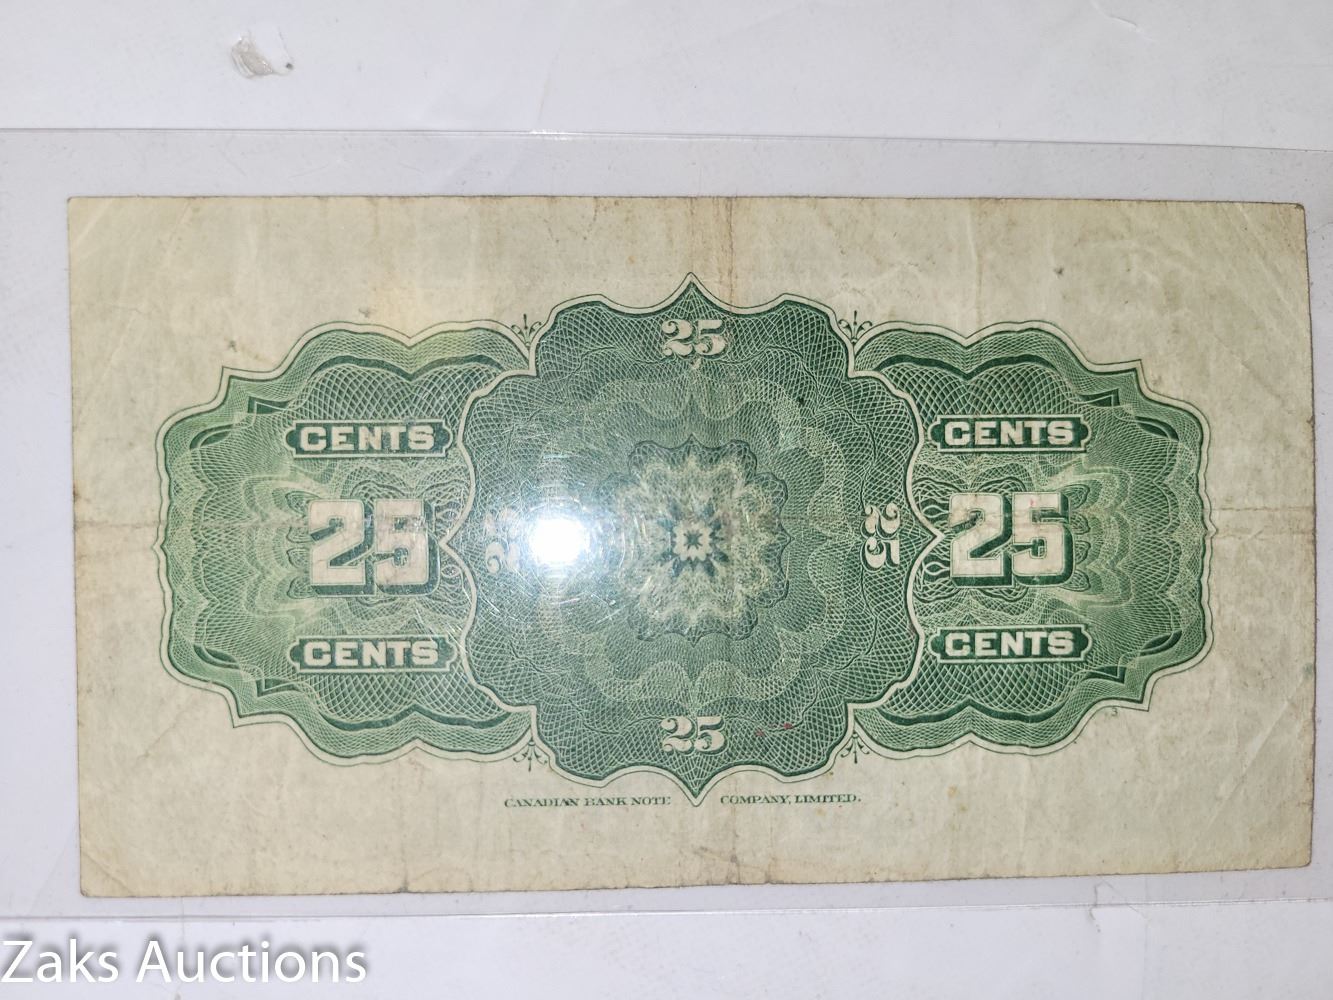 25
CENTS CENTS
25 25 25 25
CENTS CENTS
25
CANADIAN BANK NOTE COMPANY, LIMITED.
Zaks Auctions